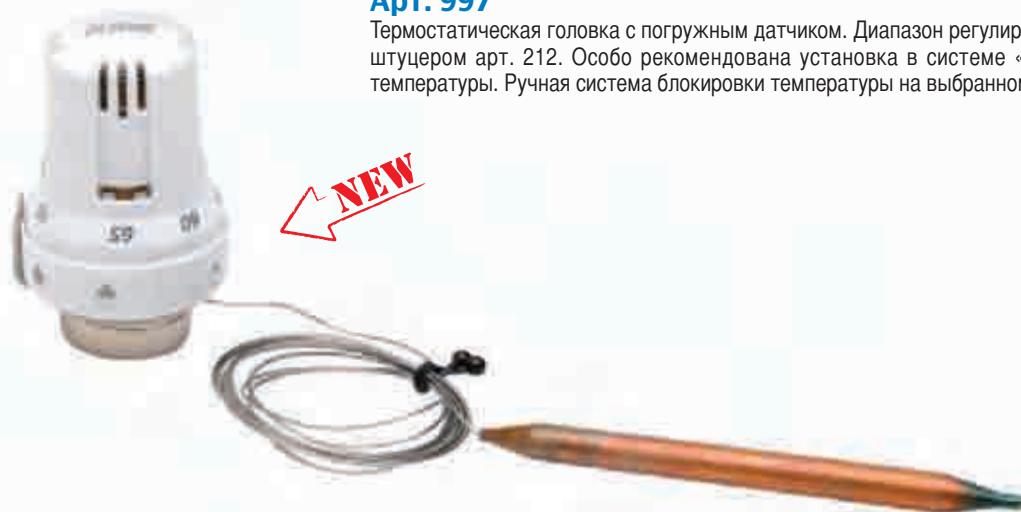 Арт. 997
Термостатическая головка с погружным датчиком. Диапазон регулир
штуцером арт. 212. Особо рекомендована установка в системе «
температуры. Ручная система блокировки температуры на выбранном
NEW
65
60